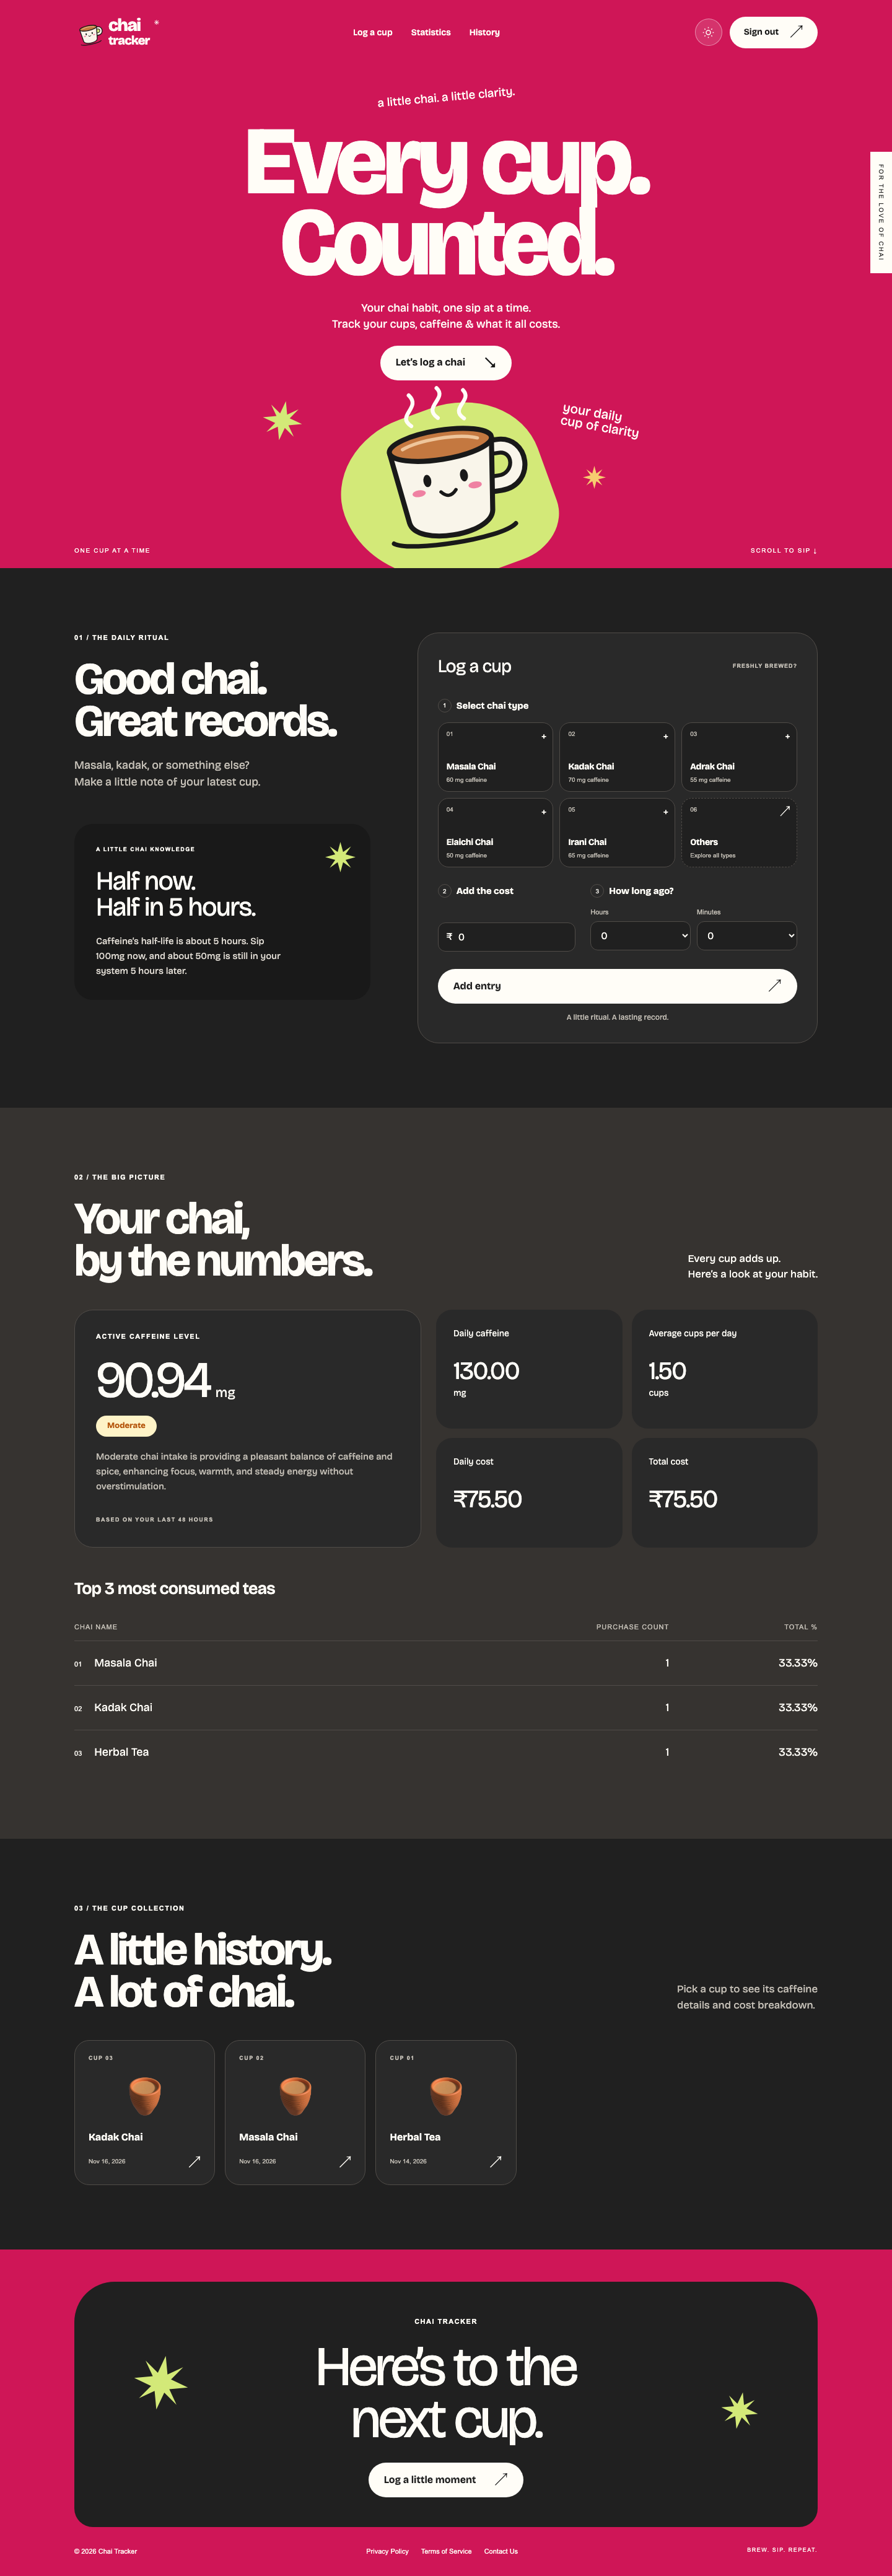 chai
tracker
Log a cup
Statistics
History
Sign out
a little chai. a little clarity.
Every cup.
Counted.
FOR THE LOVE OF CHAI
Your chai habit, one sip at a time.
Track your cups, caffeine & what it all costs.
Let's log a chai
your daily
cup of clarity
ONE CUP AT A TIME
SCROLL TO SIP ↓
01 / THE DAILY RITUAL
Good chai.
Great records.
Masala, kadak, or something else?
Make a little note of your latest cup.
A LITTLE CHAI KNOWLEDGE
Half now.
Half in 5 hours.
Caffeine's half-life is about 5 hours. Sip
100mg now, and about 50mg is still in your
system 5 hours later.
Log a cup
FRESHLY BREWED?
1 Select chai type
01 +
Masala Chai
60 mg caffeine
02 +
Kadak Chai
70 mg caffeine
03 +
Adrak Chai
55 mg caffeine
04 +
Elaichi Chai
50 mg caffeine
05 +
Irani Chai
65 mg caffeine
06
Others
Explore all types
2 Add the cost
₹ 0
3 How long ago?
Hours
0
Minutes
0
Add entry
A little ritual. A lasting record.
02 / THE BIG PICTURE
Your chai,
by the numbers.
Every cup adds up.
Here's a look at your habit.
ACTIVE CAFFEINE LEVEL
90.94 mg
Moderate
Moderate chai intake is providing a pleasant balance of caffeine and
spice, enhancing focus, warmth, and steady energy without
overstimulation.
BASED ON YOUR LAST 48 HOURS
Daily caffeine
130.00
mg
Average cups per day
1.50
cups
Daily cost
₹75.50
Total cost
₹75.50
Top 3 most consumed teas
CHAI NAME PURCHASE COUNT TOTAL %
01 Masala Chai 1 33.33%
02 Kadak Chai 1 33.33%
03 Herbal Tea 1 33.33%
03 / THE CUP COLLECTION
A little history.
A lot of chai.
Pick a cup to see its caffeine
details and cost breakdown.
CUP 03
Kadak Chai
Nov 16, 2026
CUP 02
Masala Chai
Nov 16, 2026
CUP 01
Herbal Tea
Nov 14, 2026
CHAI TRACKER
Here's to the
next cup.
Log a little moment
© 2026 Chai Tracker
Privacy Policy
Terms of Service
Contact Us
BREW. SIP. REPEAT.